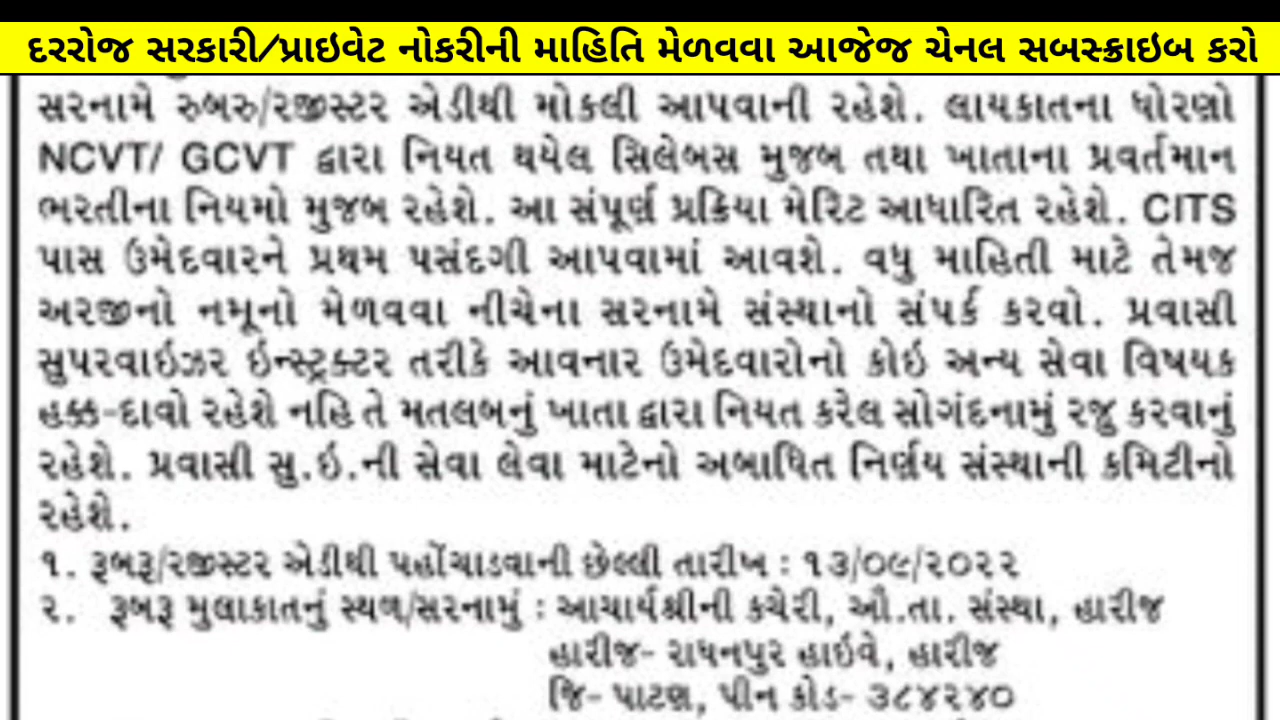 દરરોજ સરકારી/પ્રાઇવેટ નોકરીની માહિતિ મેળવવા આજેજ ચેનલ સબસ્ક્રાઇબ કરો
સરનામે રુબરુ/રજીસ્ટર એડીથી મોકલી આપવાની રહેશે. લાયકાતના ધોરણો
NCVT/ GCVT દ્વારા નિયત થયેલ સિલેબસ મુજબ તથા ખાતાના પ્રવર્તમાન
ભરતીના નિયમો મુજબ રહેશે. આ સંપૂર્ણ પ્રક્રિયા મેરિટ આધારિત રહેશે. CITS
પાસ ઉમેદવારને પ્રથમ પસંદગી આપવામાં આવશે. વધુ માહિતી માટે તેમજ
અરજીનો નમૂનો મેળવવા નીચેના સરનામે સંસ્થાનો સંપર્ક કરવો. પ્રવાસી
સુપરવાઇઝર ઇન્સ્ટ્રક્ટર તરીકે આવનાર ઉમેદવારોનો કોઇ અન્ય સેવા વિષયક
હક્ક-દાવો રહેશે નહિ તે મતલબનું ખાતા દ્વારા નિયત કરેલ સોગંદનામું રજુ કરવાનું
રહેશે. પ્રવાસી સુ.ઇ.ની સેવા લેવા માટેનો અબાધિત નિર્ણય સંસ્થાની કમિટીનો
રહેશે.
૧. રૂબરૂ/રજીસ્ટર એડીથી પહોંચાડવાની છેલ્લી તારીખ : ૧૩/૦૯/૨૦૨૨
૨. રૂબરૂ મુલાકાતનું સ્થળ/સરનામું : આચાર્યશ્રીની કચેરી, ઔ.તા. સંસ્થા, હારીજ
હારીજ- રાધનપુર હાઇવે, હારીજ
જિ- પાટણ, પીન કોડ- ૩૮૪૨૪૦